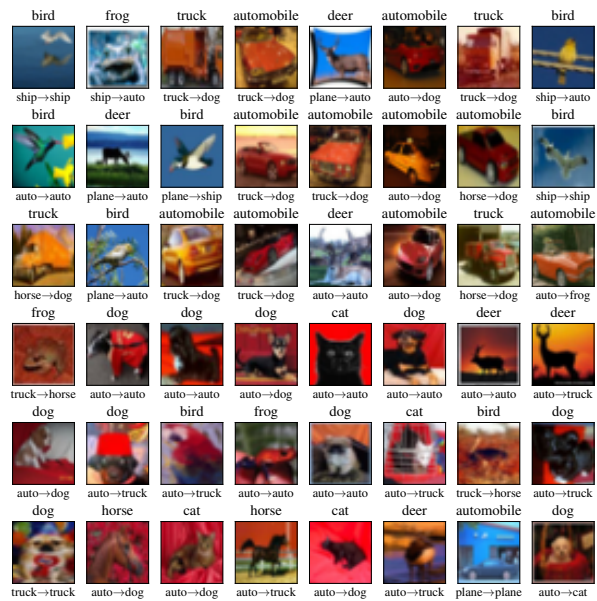 bird frog truck automobile deer automobile truck bird
ship→ship ship→auto truck→dog truck→dog plane→auto auto→dog truck→dog ship→auto
bird deer bird automobile automobile automobile automobile bird
auto→auto plane→auto plane→ship truck→dog truck→dog auto→dog horse→dog ship→ship
truck bird automobile automobile deer automobile truck automobile
horse→dog plane→auto truck→dog truck→dog auto→auto auto→dog horse→dog auto→frog
frog dog dog dog cat dog deer deer
truck→horse auto→auto auto→auto auto→dog auto→auto auto→auto auto→auto auto→truck
dog dog bird frog dog cat bird dog
auto→dog auto→truck auto→truck auto→auto auto→auto auto→truck truck→horse auto→truck
dog horse cat horse cat deer automobile dog
truck→truck auto→dog auto→dog auto→truck auto→dog auto→truck plane→plane auto→cat